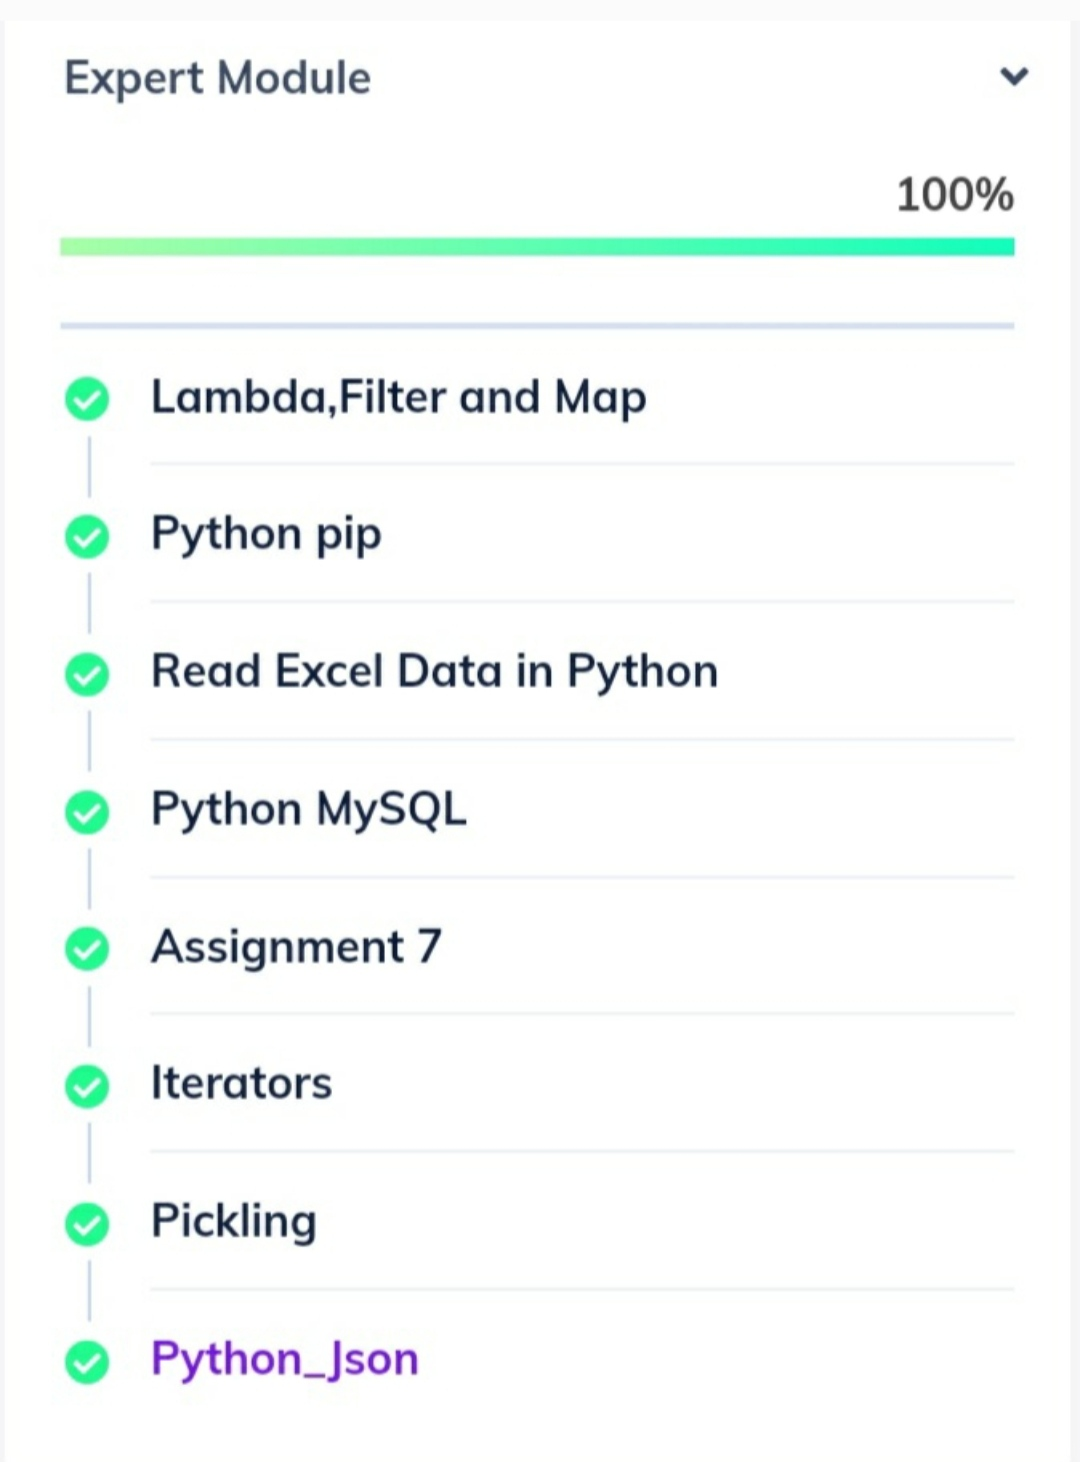 Expert Module
100%
Lambda,Filter and Map
Python pip
Read Excel Data in Python
Python MySQL
Assignment 7
Iterators
Pickling
Python_Json